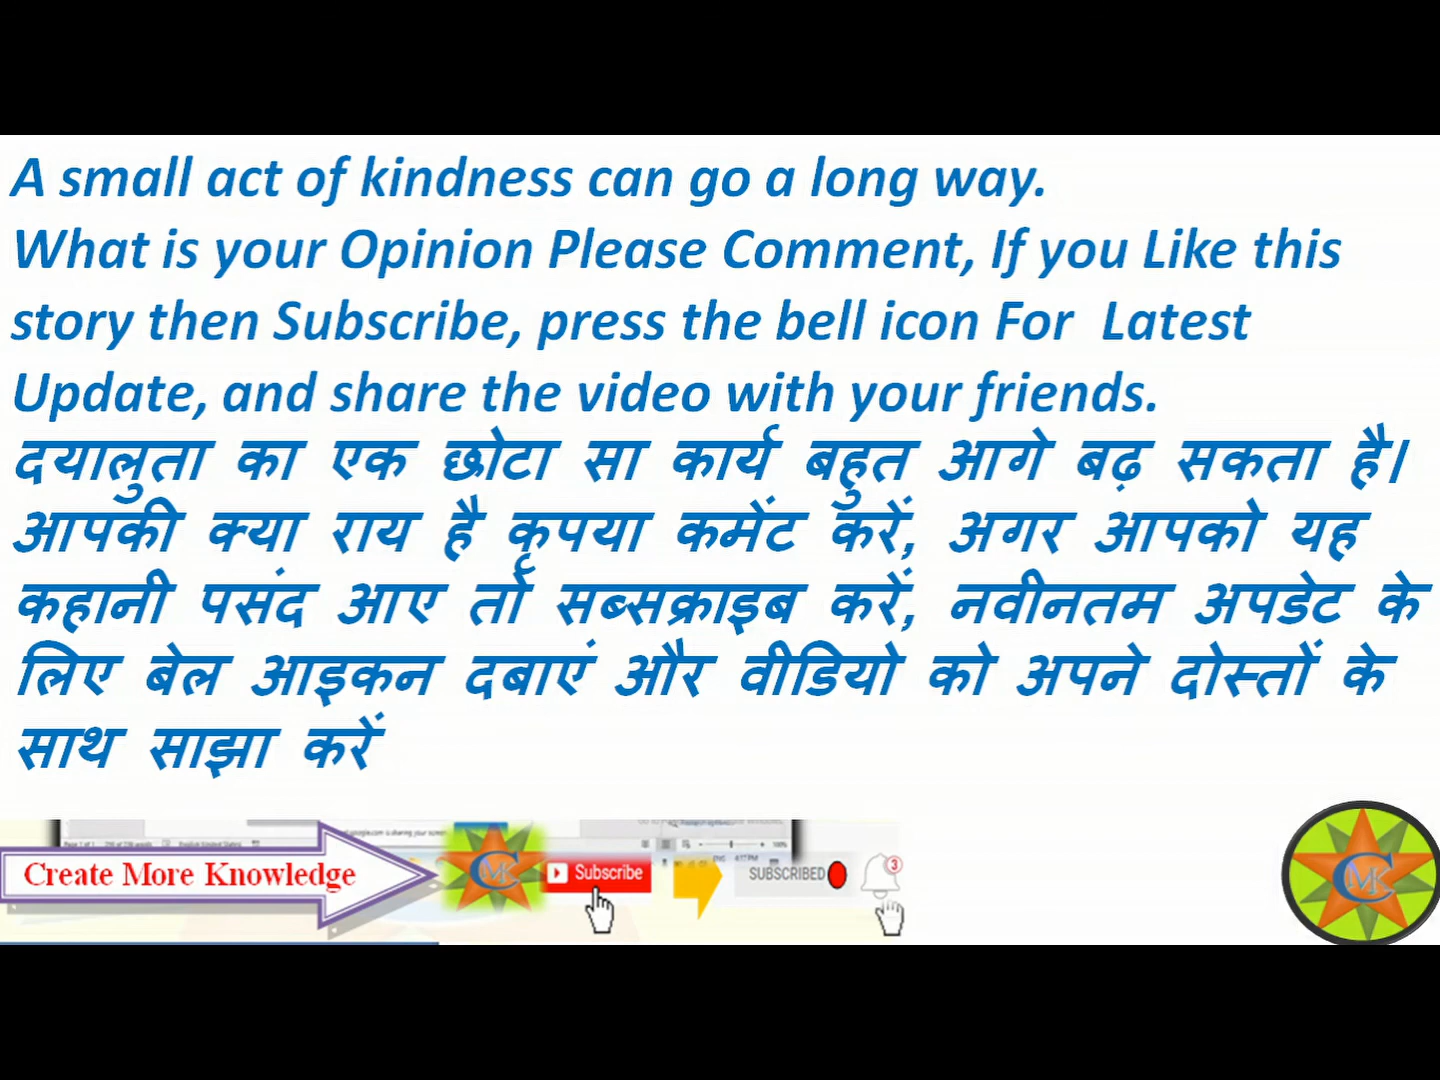 A small act of kindness can go a long way.
What is your Opinion Please Comment, If you Like this
story then Subscribe, press the bell icon For  Latest
Update, and share the video with your friends.
दयालुता का एक छोटा सा कार्य बहुत आगे बढ़ सकता है।
आपकी क्या राय है कृपया कमेंट करें, अगर आपको यह
कहानी पसंद आए तो सब्सक्राइब करें, नवीनतम अपडेट के
लिए बेल आइकन दबाएं और वीडियो को अपने दोस्तों के
साथ साझा करें
Create More Knowledge
Subscribe
SUBSCRIBED
3
CMK
CMK